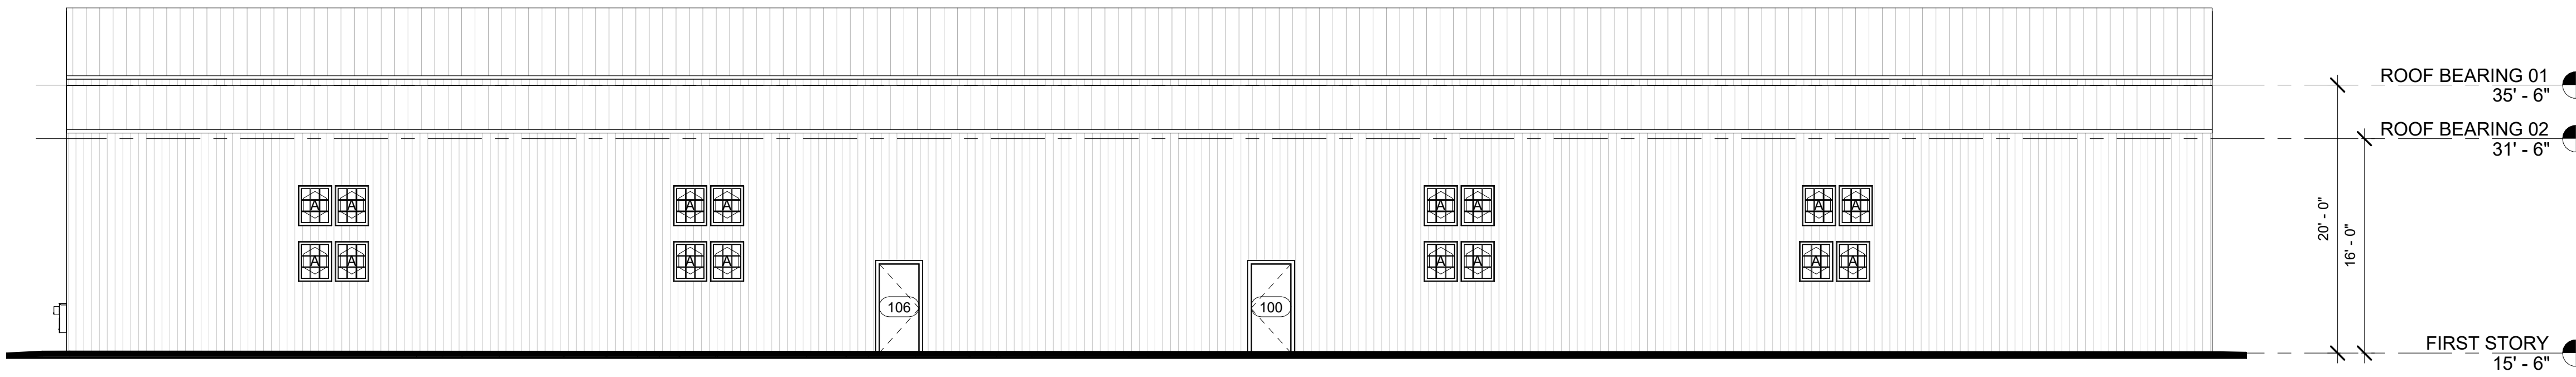 ROOF BEARING 01
35' - 6"
ROOF BEARING 02
31' - 6"
A A A A A A A A
A A A A A A A A
20' - 0"
16' - 0"
106
100
FIRST STORY
15' - 6"